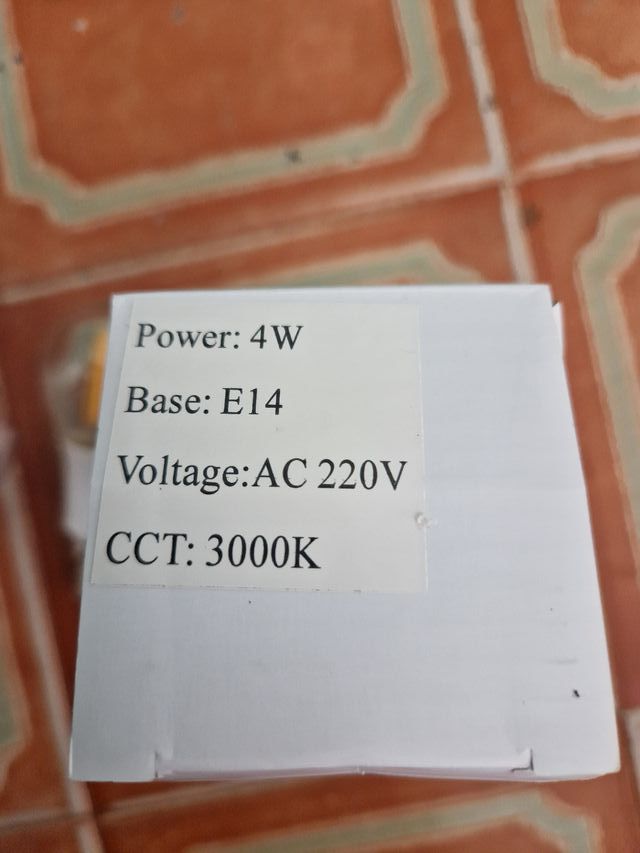 Power: 4W
Base: E14
Voltage:AC 220V
CCT: 3000K